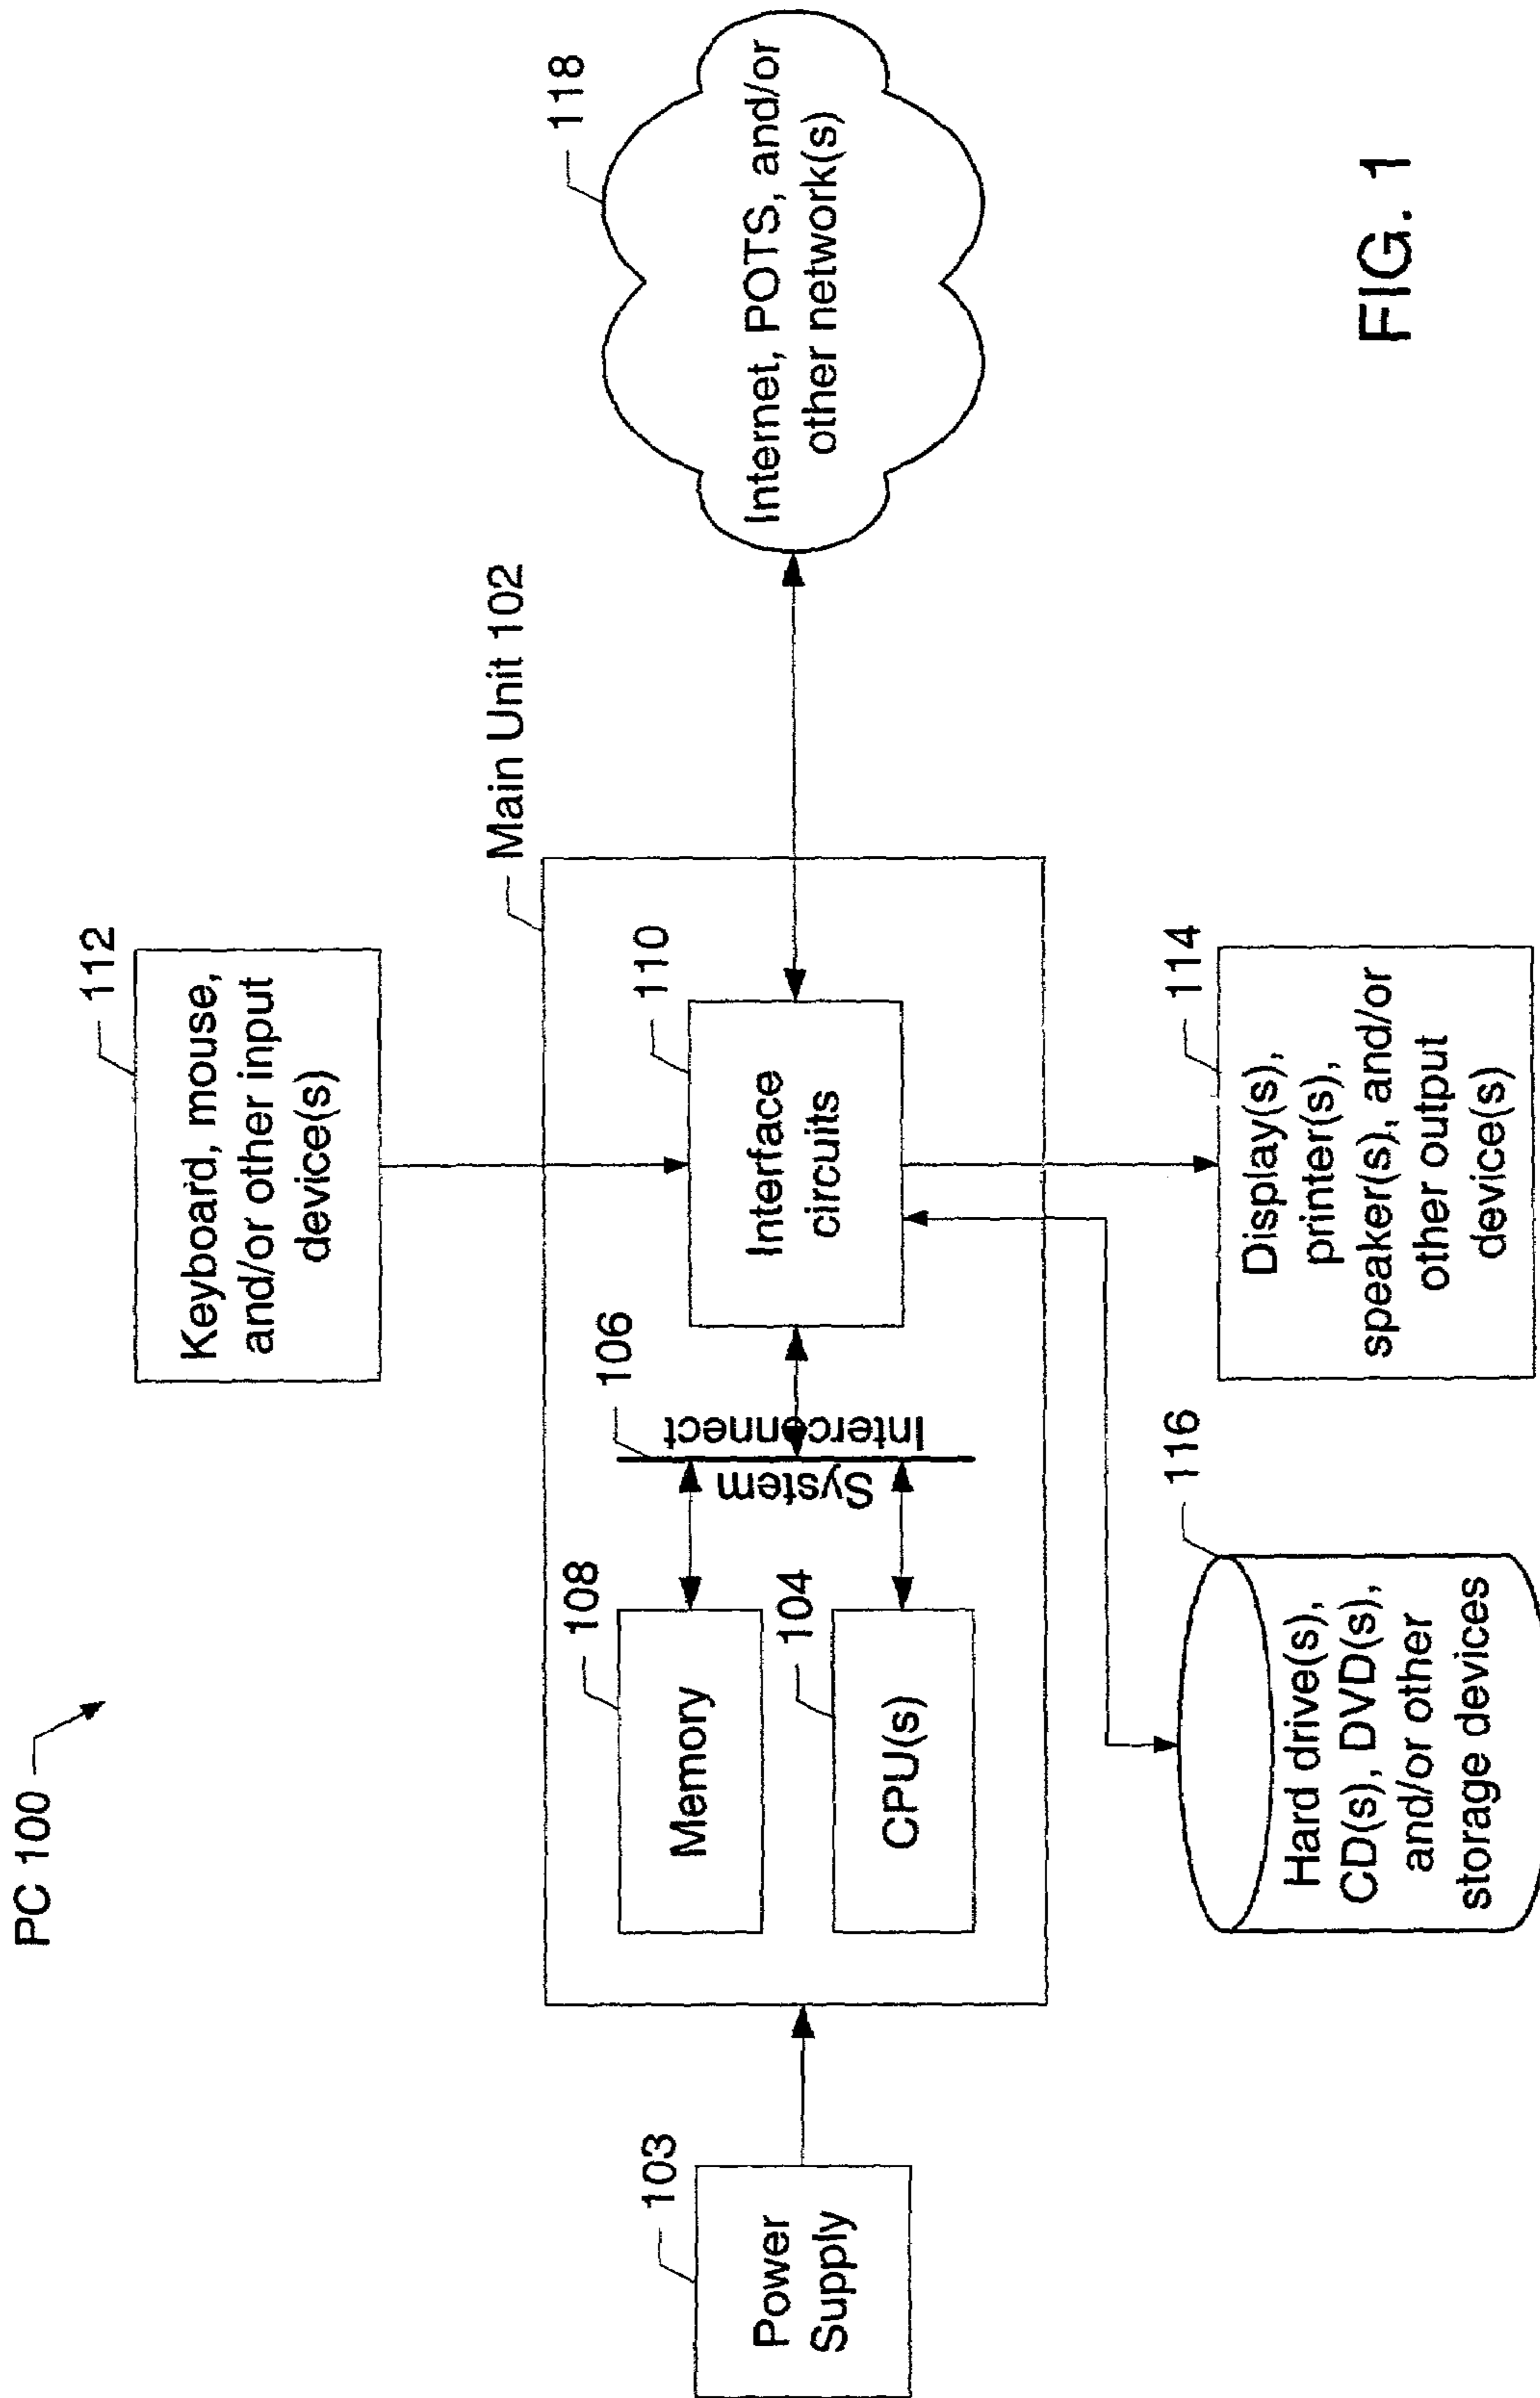 PC 100
112
Keyboard, mouse,
and/or other input
device(s)
Main Unit 102
118
Internet, POTS, and/or
other network(s)
103
Power
Supply
108
Memory
104
CPU(s)
106
System
Interconnect
110
Interface
circuits
116
Hard drive(s),
CD(s), DVD(s),
and/or other
storage devices
114
Display(s),
printer(s),
speaker(s), and/or
other output
device(s)
FIG. 1